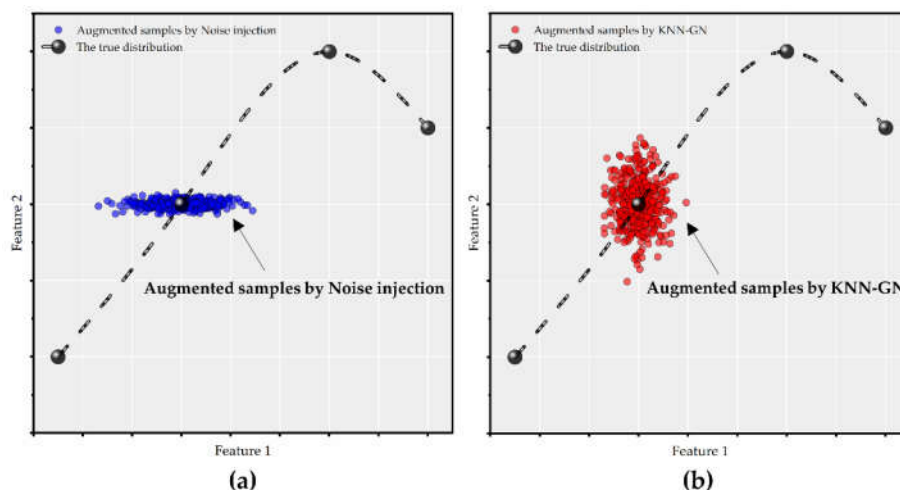 Augmented samples by Noise injection
The true distribution
Feature 2
Augmented samples by Noise injection
Feature 1
(a)
Augmented samples by KNN-GN
The true distribution
Feature 2
Augmented samples by KNN-GN
Feature 1
(b)